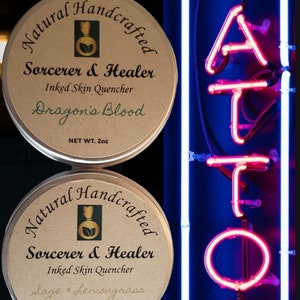 Natural Handcrafted
Sorcerer & Healer
Inked Skin Quencher
Dragon's Blood
NET WT. 2oz
Natural Handcrafted
Sorcerer & Healer
Inked Skin Quencher
Sage & Lemongrass
ATTO